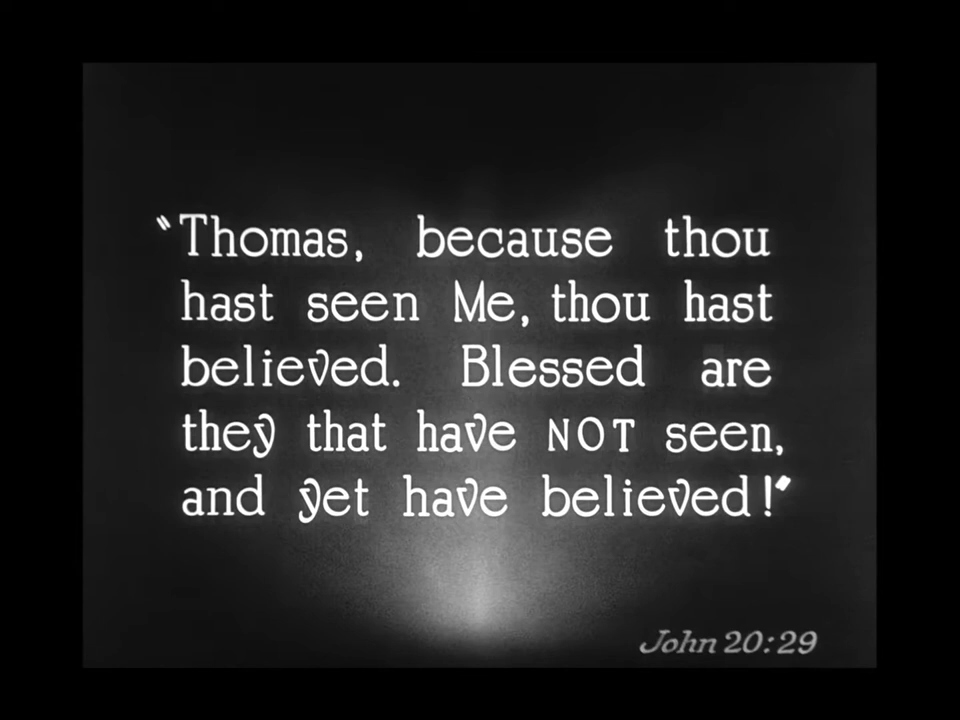 "Thomas, because thou
hast seen Me, thou hast
believed. Blessed are
they that have NOT seen,
and yet have believed!"
John 20:29